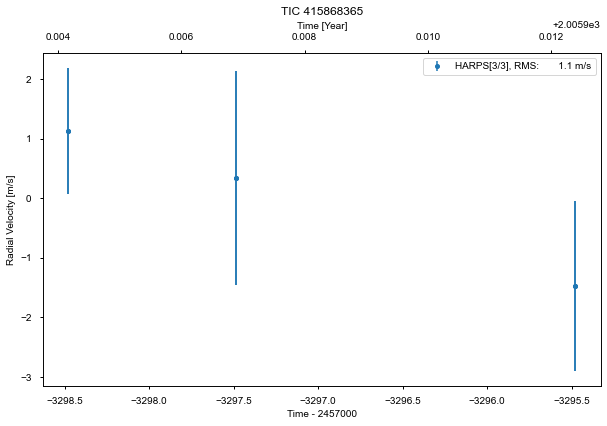 TIC 415868365
Time [Year]
+2.0059e3
0.004 0.006 0.008 0.010 0.012
HARPS[3/3], RMS: 1.1 m/s
Radial Velocity [m/s]
2
1
0
−1
−2
−3
−3298.5 −3298.0 −3297.5 −3297.0 −3296.5 −3296.0 −3295.5
Time - 2457000